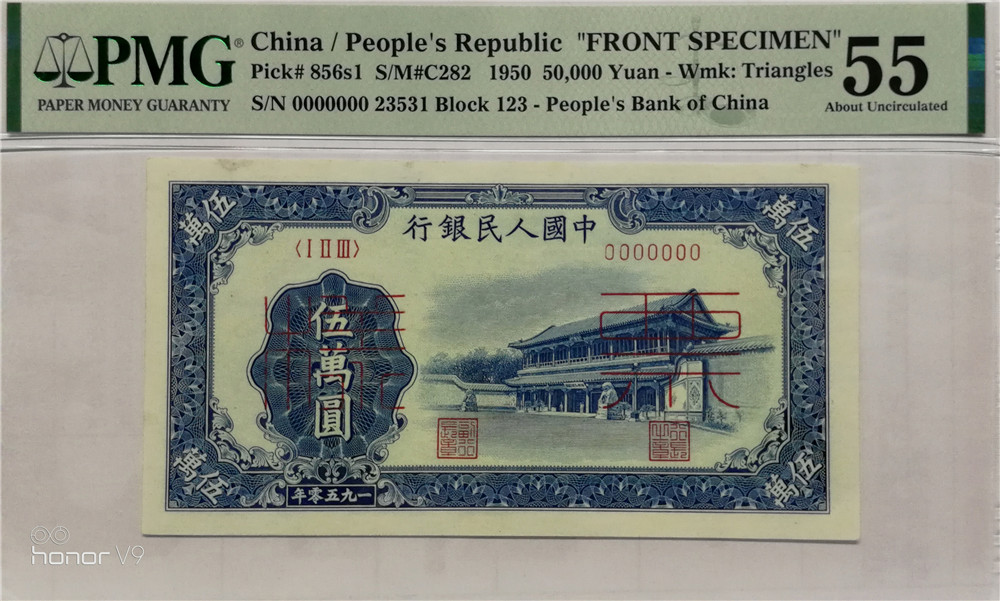 PMG®
PAPER MONEY GUARANTY
China / People's Republic "FRONT SPECIMEN"
Pick# 856s1 S/M#C282 1950 50,000 Yuan - Wmk: Triangles
S/N 0000000 23531 Block 123 - People's Bank of China
55
About Uncirculated
伍萬
伍萬
行銀民人國中
〈I II III〉
0000000
樣票
伍萬圓
伍萬
伍萬
年零五九一
honor V9